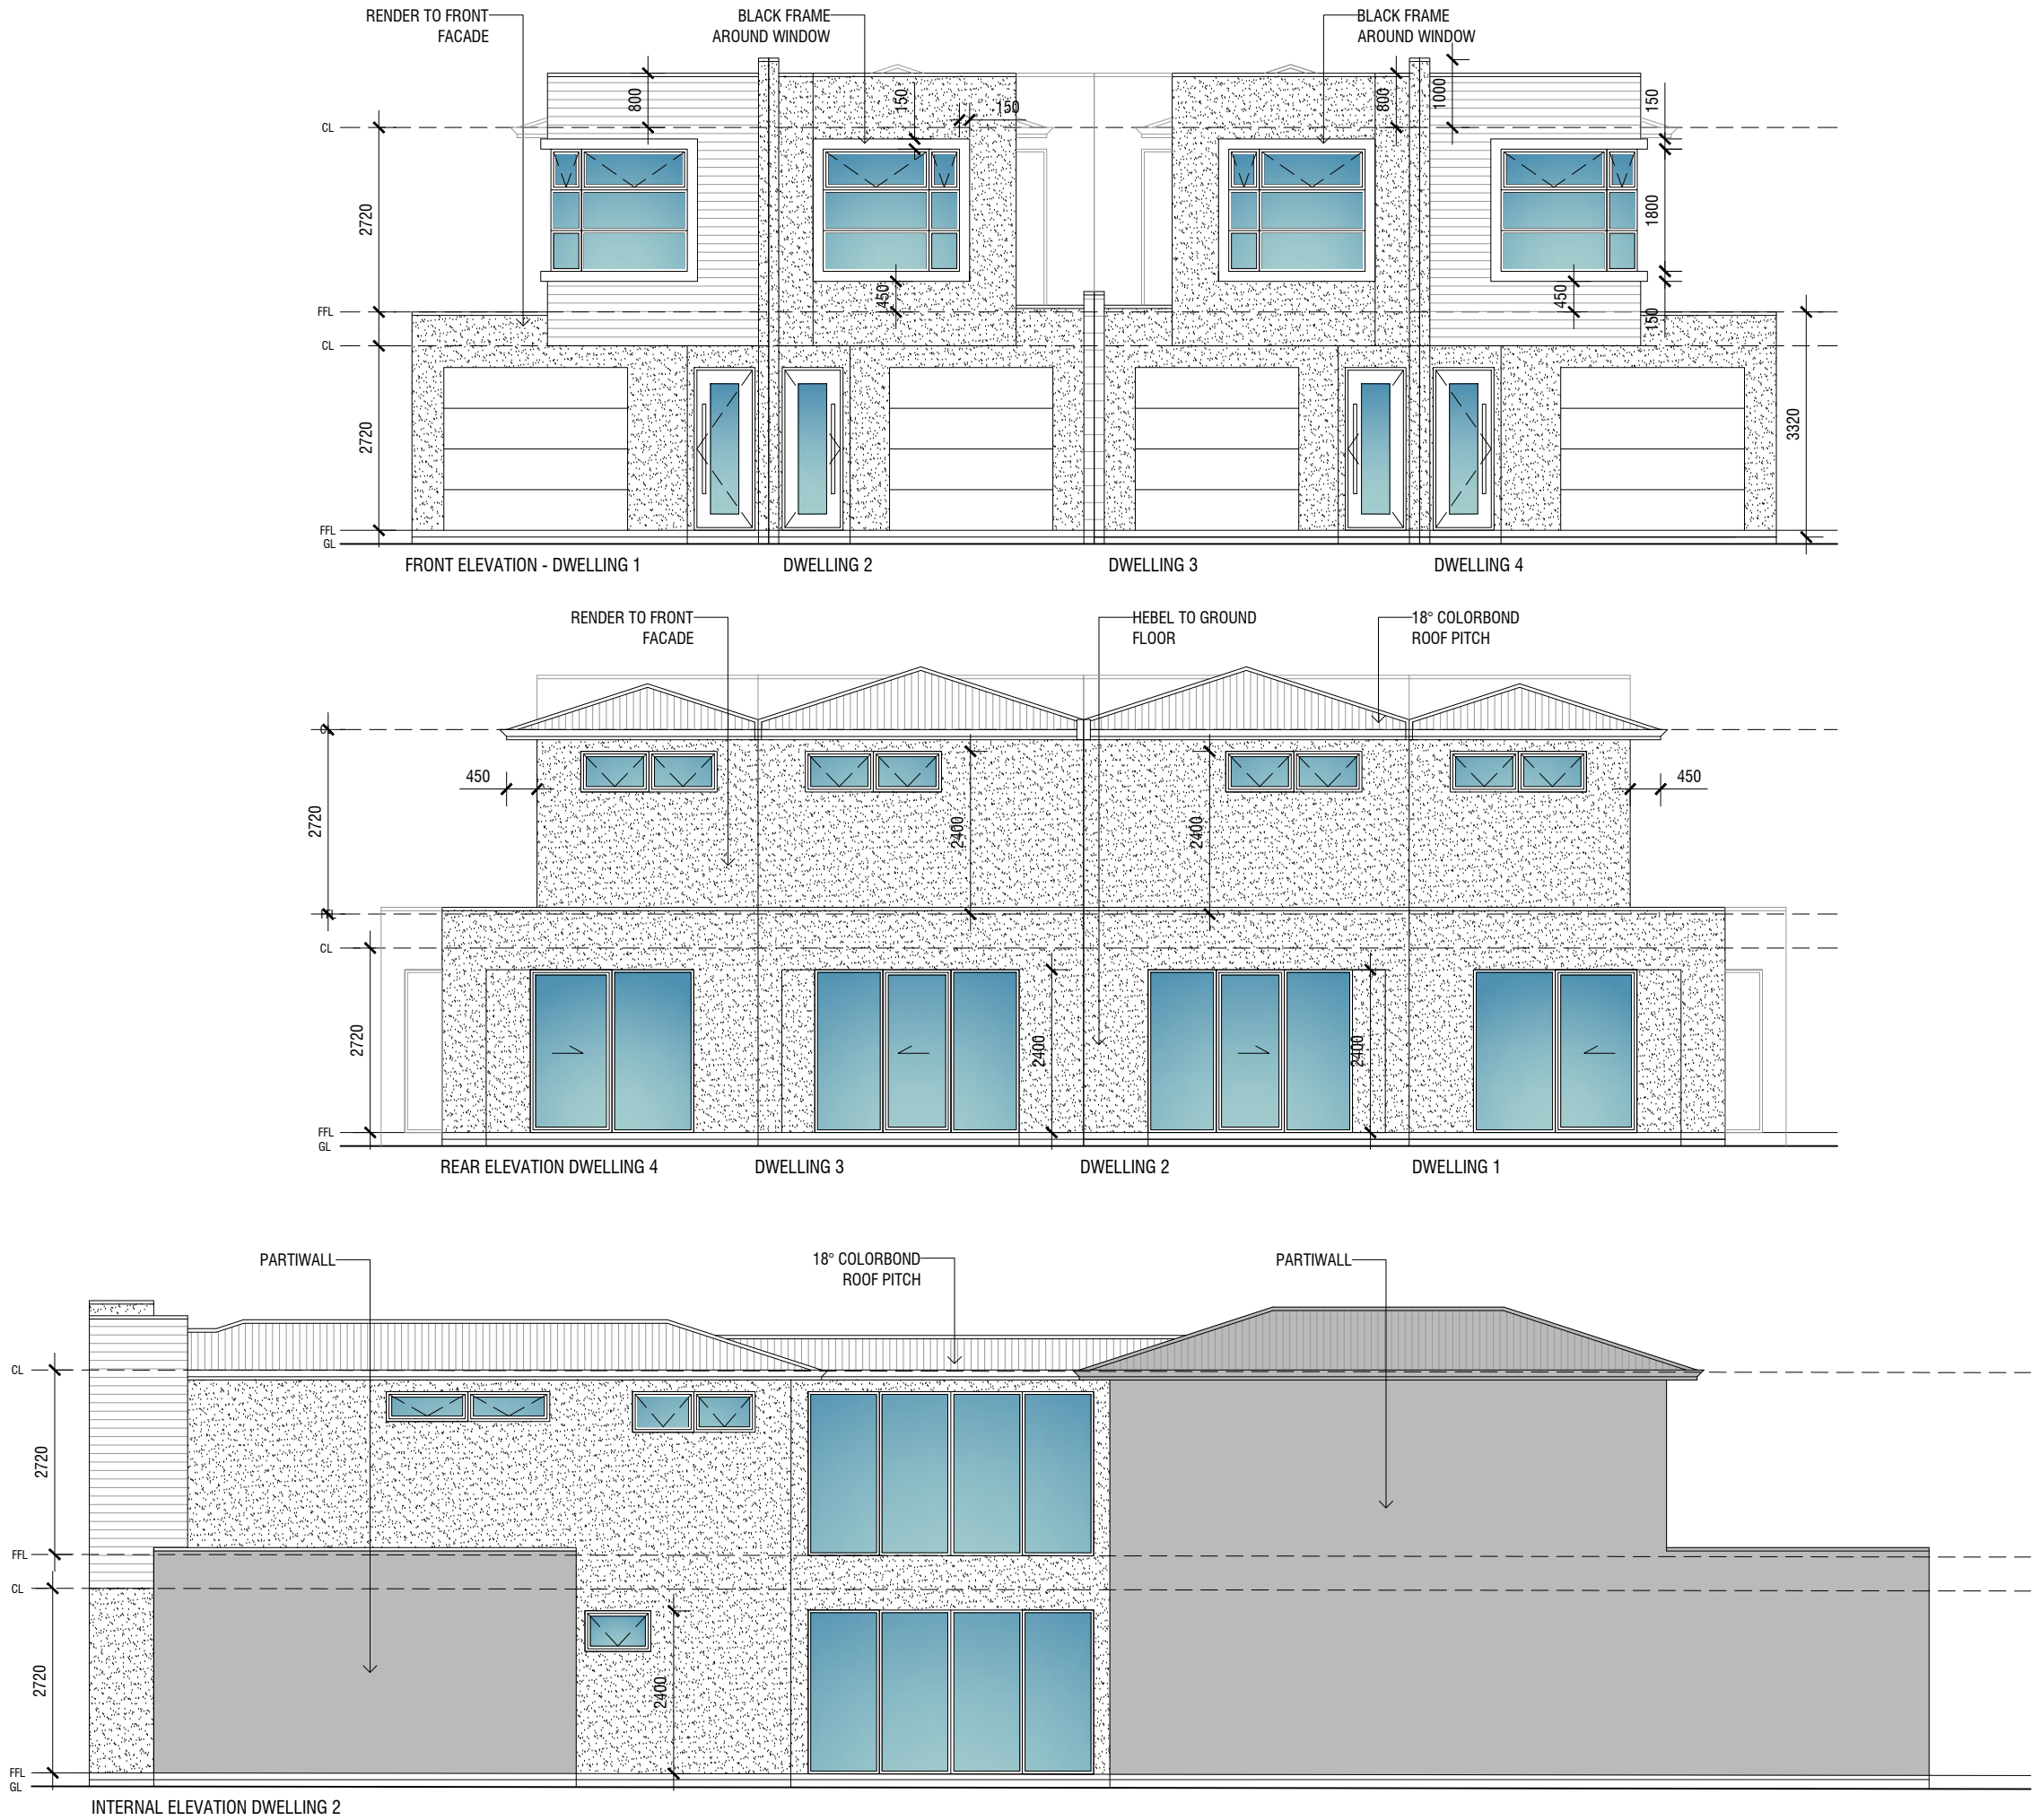 RENDER TO FRONT
FACADE
BLACK FRAME
AROUND WINDOW
BLACK FRAME
AROUND WINDOW
800
150
150
800
1000
150
CL
2720
1800
450
450
150
FFL
CL
2720
3320
FFL
GL
FRONT ELEVATION - DWELLING 1
DWELLING 2
DWELLING 3
DWELLING 4
RENDER TO FRONT
FACADE
HEBEL TO GROUND
FLOOR
18° COLORBOND
ROOF PITCH
CL
450
450
2720
2400
2400
FFL
CL
2720
2400
2400
FFL
GL
REAR ELEVATION DWELLING 4
DWELLING 3
DWELLING 2
DWELLING 1
PARTIWALL
18° COLORBOND
ROOF PITCH
PARTIWALL
CL
2720
FFL
CL
2720
2400
FFL
GL
INTERNAL ELEVATION DWELLING 2